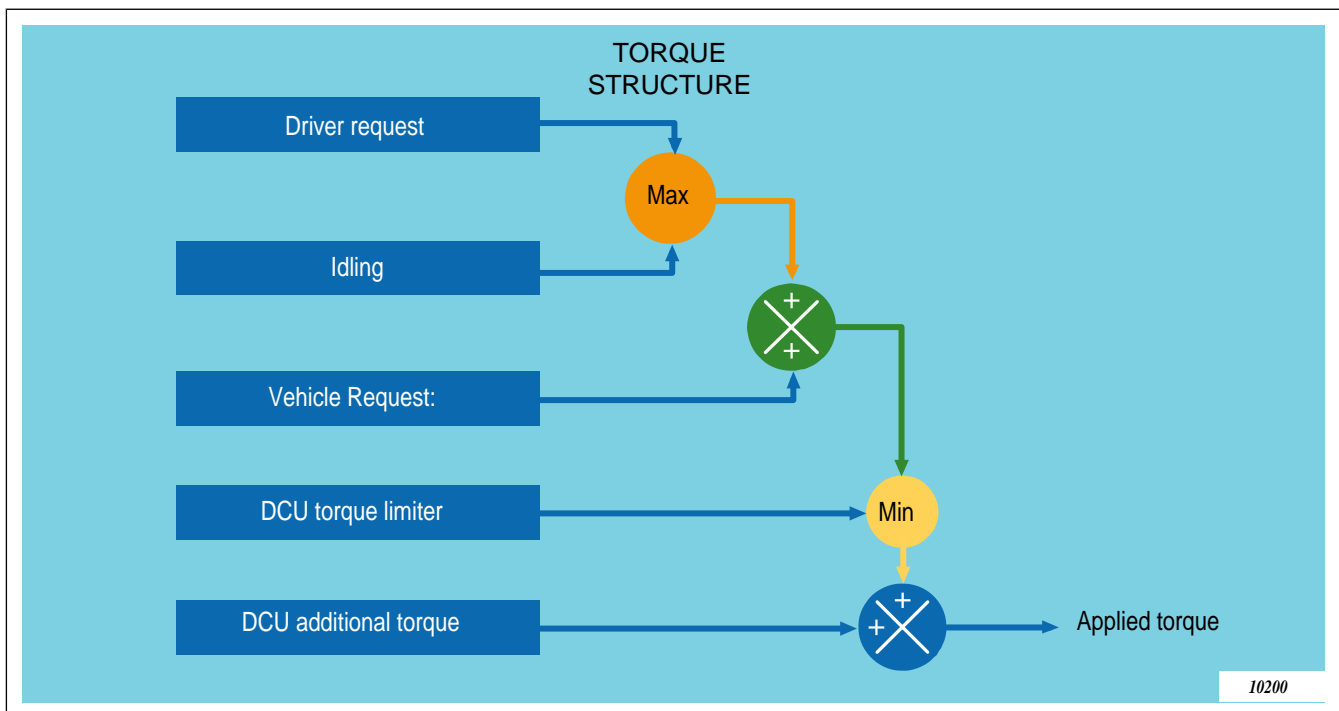 TORQUE
STRUCTURE
Driver request
Max
Idling
+
+
Vehicle Request:
DCU torque limiter
Min
+
DCU additional torque
+
Applied torque
10200